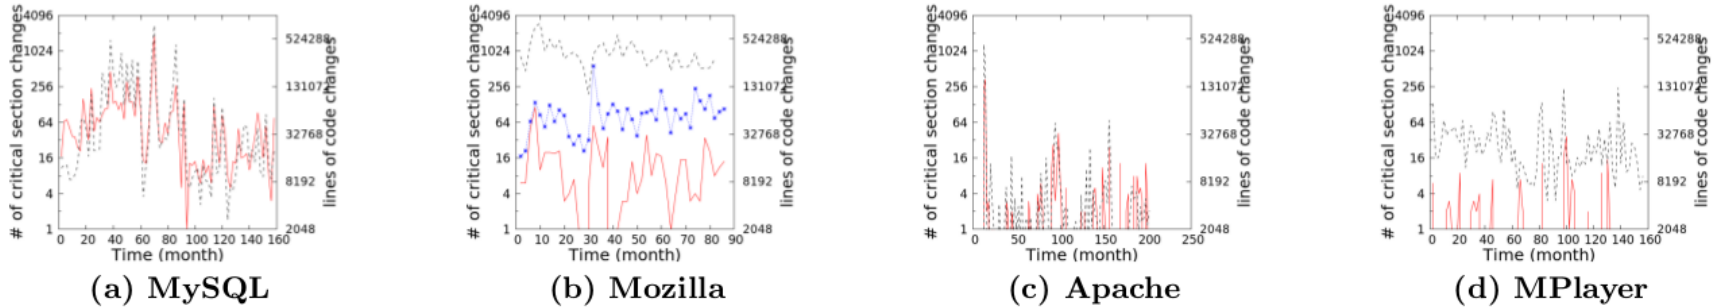 # of critical section changes
4096
1024
256
64
16
4
1
524288
131072
32768
8192
2048
lines of code changes
0 20 40 60 80 100 120 140 160
Time (month)
(a) MySQL
# of critical section changes
4096
1024
256
64
16
4
1
524288
131072
32768
8192
2048
lines of code changes
0 10 20 30 40 50 60 70 80 90
Time (month)
(b) Mozilla
# of critical section changes
4096
1024
256
64
16
4
1
524288
131072
32768
8192
2048
lines of code changes
0 50 100 150 200 250
Time (month)
(c) Apache
# of critical section changes
4096
1024
256
64
16
4
1
524288
131072
32768
8192
2048
lines of code changes
0 20 40 60 80 100 120 140 160
Time (month)
(d) MPlayer